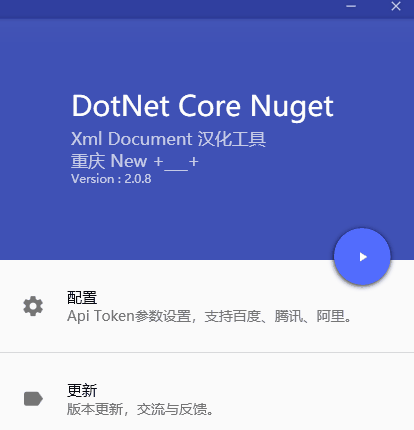 DotNet Core Nuget
Xml Document 汉化工具
重庆 New +___+
Version : 2.0.8
配置
Api Token参数设置，支持百度、腾讯、阿里。
更新
版本更新，交流与反馈。